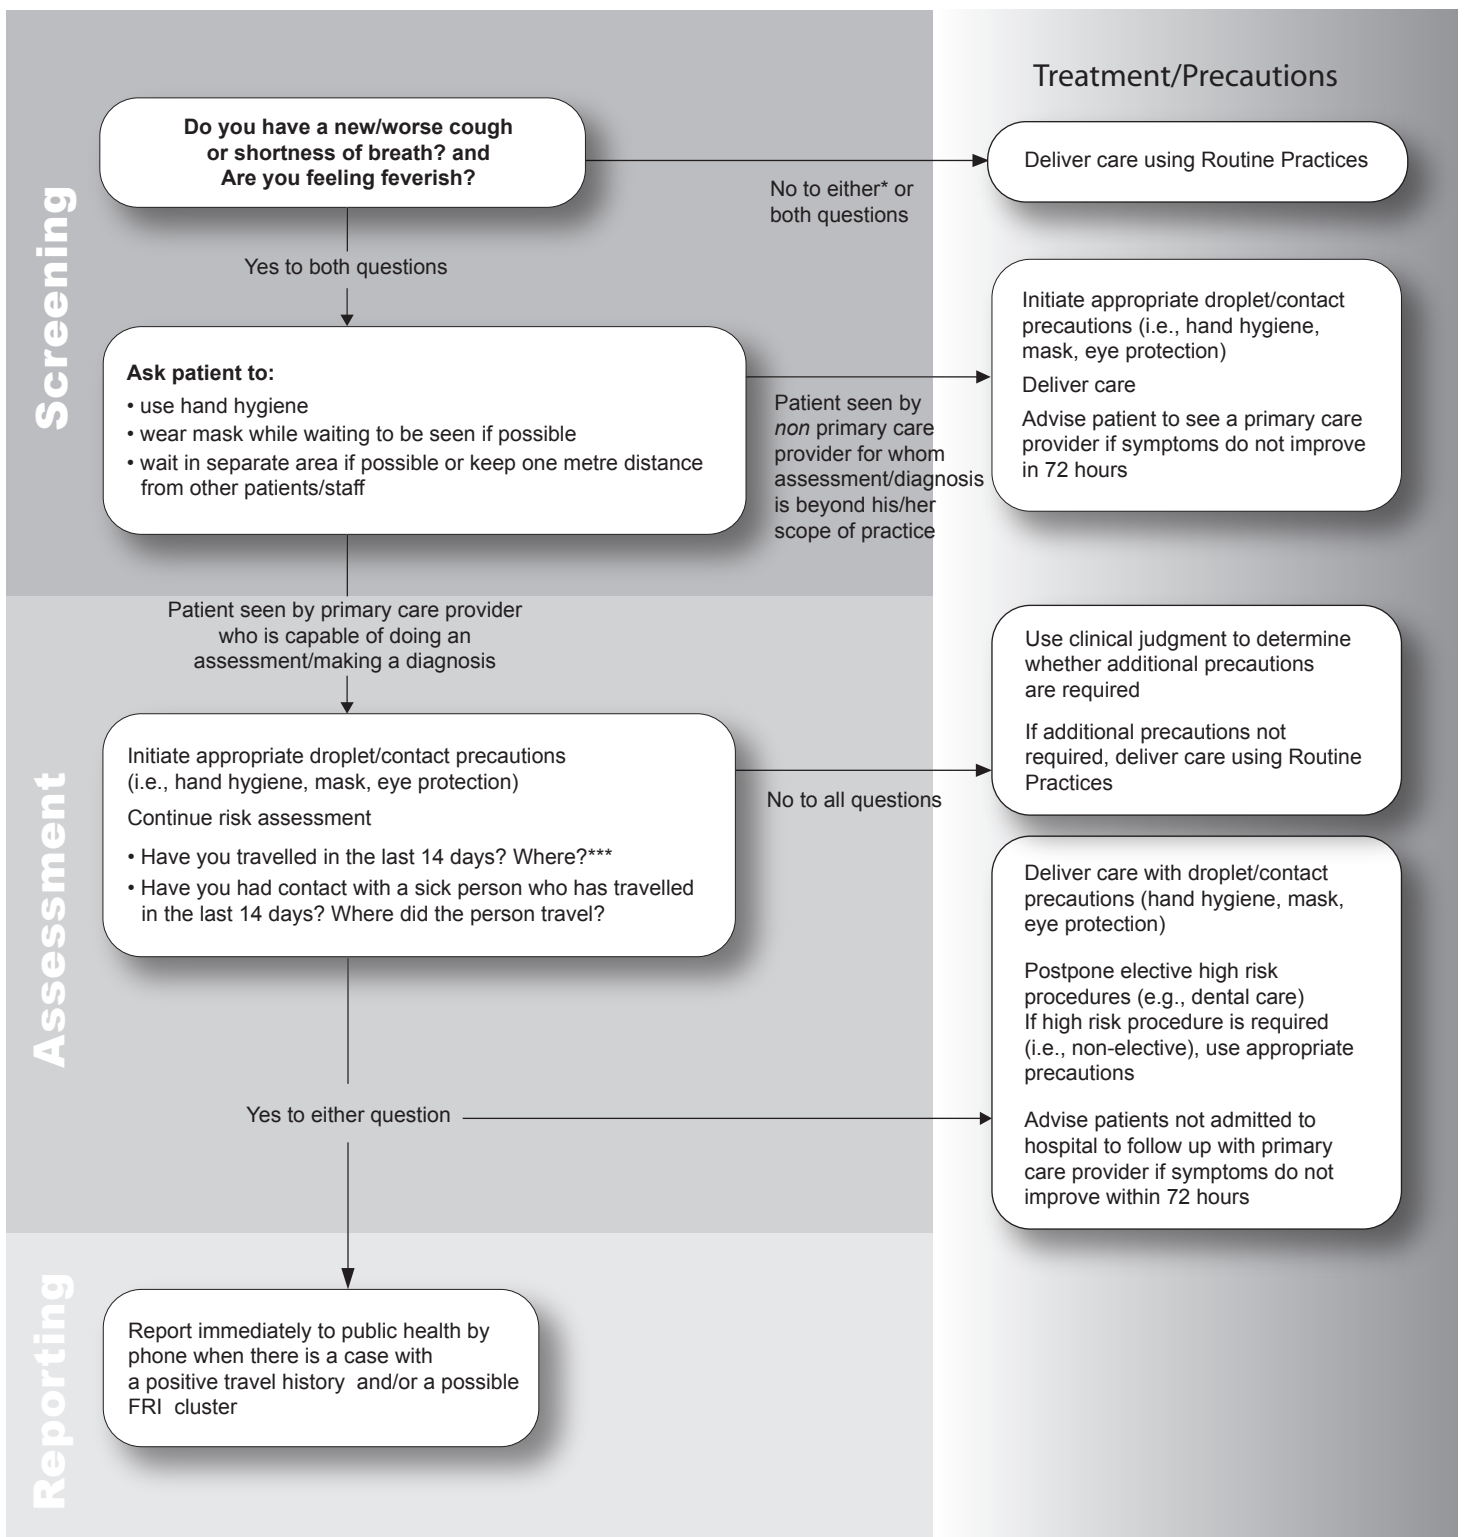 Treatment/Precautions
Screening
Do you have a new/worse cough
or shortness of breath? and
Are you feeling feverish?
No to either* or
both questions
Deliver care using Routine Practices
Yes to both questions
Ask patient to:
• use hand hygiene
• wear mask while waiting to be seen if possible
• wait in separate area if possible or keep one metre distance
from other patients/staff
Patient seen by
non primary care
provider for whom
assessment/diagnosis
is beyond his/her
scope of practice
Initiate appropriate droplet/contact
precautions (i.e., hand hygiene,
mask, eye protection)
Deliver care
Advise patient to see a primary care
provider if symptoms do not improve
in 72 hours
Assessment
Patient seen by primary care provider
who is capable of doing an
assessment/making a diagnosis
Initiate appropriate droplet/contact precautions
(i.e., hand hygiene, mask, eye protection)
Continue risk assessment
• Have you travelled in the last 14 days? Where?***
• Have you had contact with a sick person who has travelled
in the last 14 days? Where did the person travel?
No to all questions
Use clinical judgment to determine
whether additional precautions
are required
If additional precautions not
required, deliver care using Routine
Practices
Yes to either question
Deliver care with droplet/contact
precautions (hand hygiene, mask,
eye protection)
Postpone elective high risk
procedures (e.g., dental care)
If high risk procedure is required
(i.e., non-elective), use appropriate
precautions
Advise patients not admitted to
hospital to follow up with primary
care provider if symptoms do not
improve within 72 hours
Reporting
Report immediately to public health by
phone when there is a case with
a positive travel history and/or a possible
FRI cluster